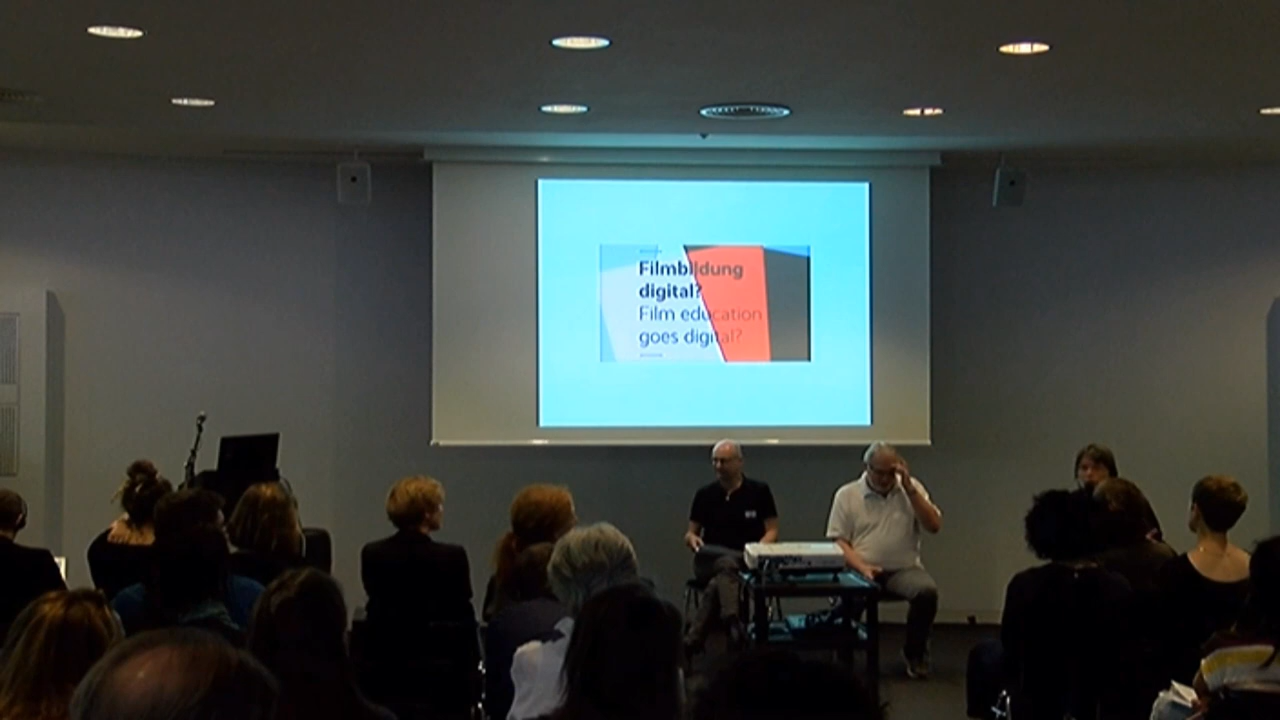 Filmbildung
digital?
Film education
goes digital?